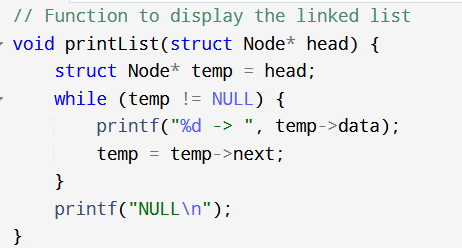 // Function to display the linked list
void printList(struct Node* head) {
    struct Node* temp = head;
    while (temp != NULL) {
        printf("%d -> ", temp->data);
        temp = temp->next;
    }
    printf("NULL\n");
}